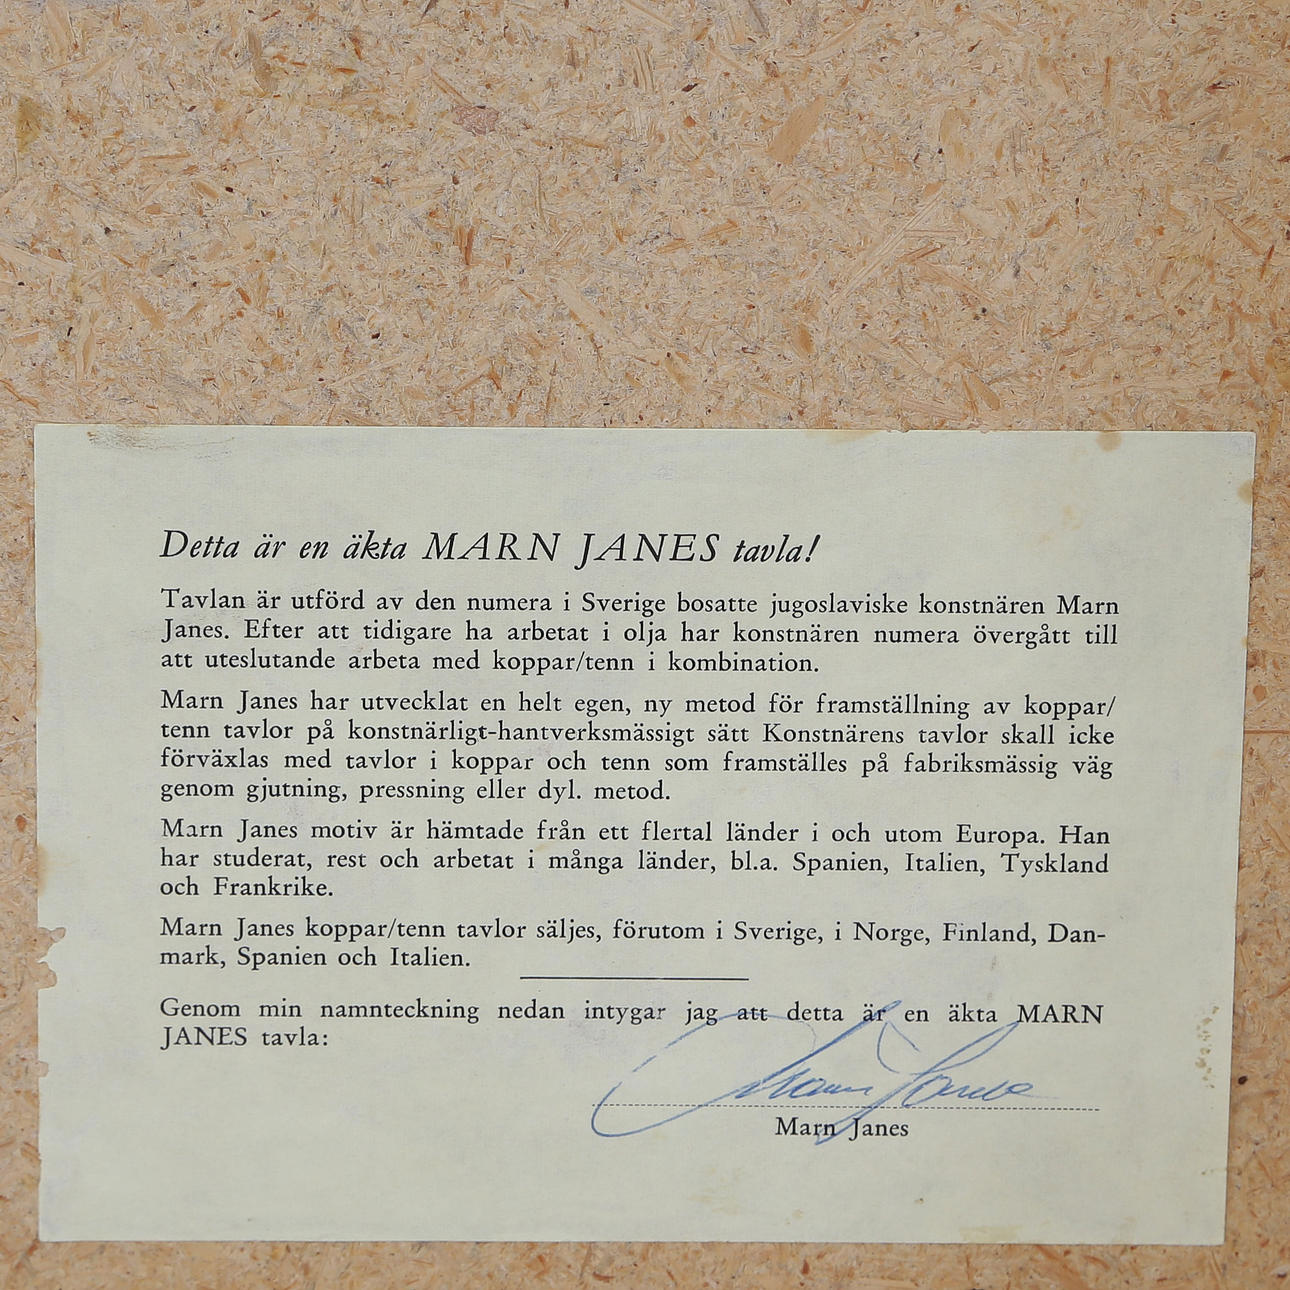 Detta är en äkta MARN JANES tavla!
Tavlan är utförd av den numera i Sverige bosatte jugoslaviske konstnären Marn
Janes. Efter att tidigare ha arbetat i olja har konstnären numera övergått till
att uteslutande arbeta med koppar/tenn i kombination.
Marn Janes har utvecklat en helt egen, ny metod för framställning av koppar/
tenn tavlor på konstnärligt-hantverksmässigt sätt Konstnärens tavlor skall icke
förväxlas med tavlor i koppar och tenn som framställes på fabriksmässig väg
genom gjutning, pressning eller dyl. metod.
Marn Janes motiv är hämtade från ett flertal länder i och utom Europa. Han
har studerat, rest och arbetat i många länder, bl.a. Spanien, Italien, Tyskland
och Frankrike.
Marn Janes koppar/tenn tavlor säljes, förutom i Sverige, i Norge, Finland, Dan-
mark, Spanien och Italien.
Genom min namnteckning nedan intygar jag att detta är en äkta MARN
JANES tavla:
Marn Janes
Marn Janes